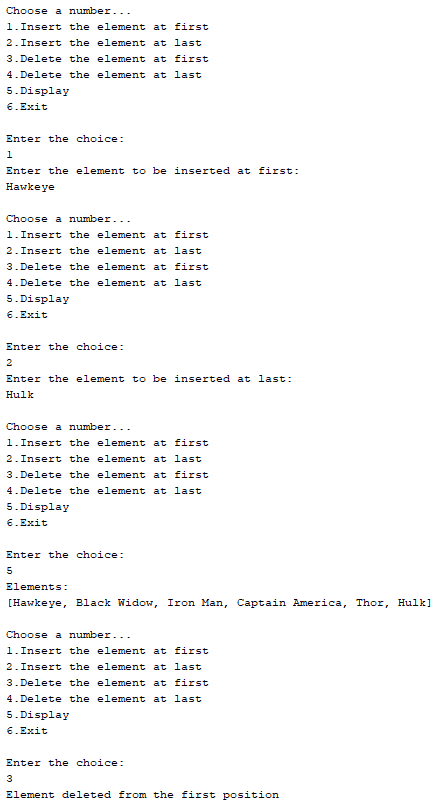 Choose a number...
1.Insert the element at first
2.Insert the element at last
3.Delete the element at first
4.Delete the element at last
5.Display
6.Exit
Enter the choice:
1
Enter the element to be inserted at first:
Hawkeye
Choose a number...
1.Insert the element at first
2.Insert the element at last
3.Delete the element at first
4.Delete the element at last
5.Display
6.Exit
Enter the choice:
2
Enter the element to be inserted at last:
Hulk
Choose a number...
1.Insert the element at first
2.Insert the element at last
3.Delete the element at first
4.Delete the element at last
5.Display
6.Exit
Enter the choice:
5
Elements:
[Hawkeye, Black Widow, Iron Man, Captain America, Thor, Hulk]
Choose a number...
1.Insert the element at first
2.Insert the element at last
3.Delete the element at first
4.Delete the element at last
5.Display
6.Exit
Enter the choice:
3
Element deleted from the first position